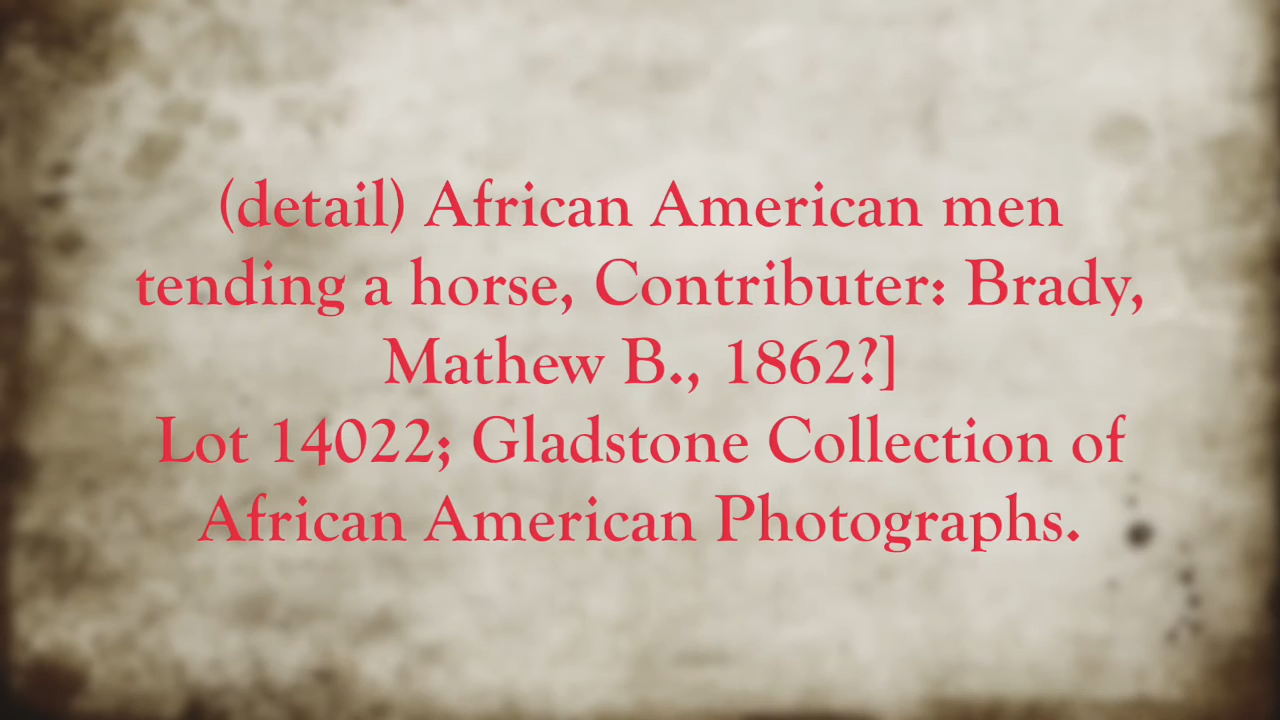 (detail) African American men
tending a horse, Contributer: Brady,
Mathew B., 1862?]
Lot 14022; Gladstone Collection of
African American Photographs.